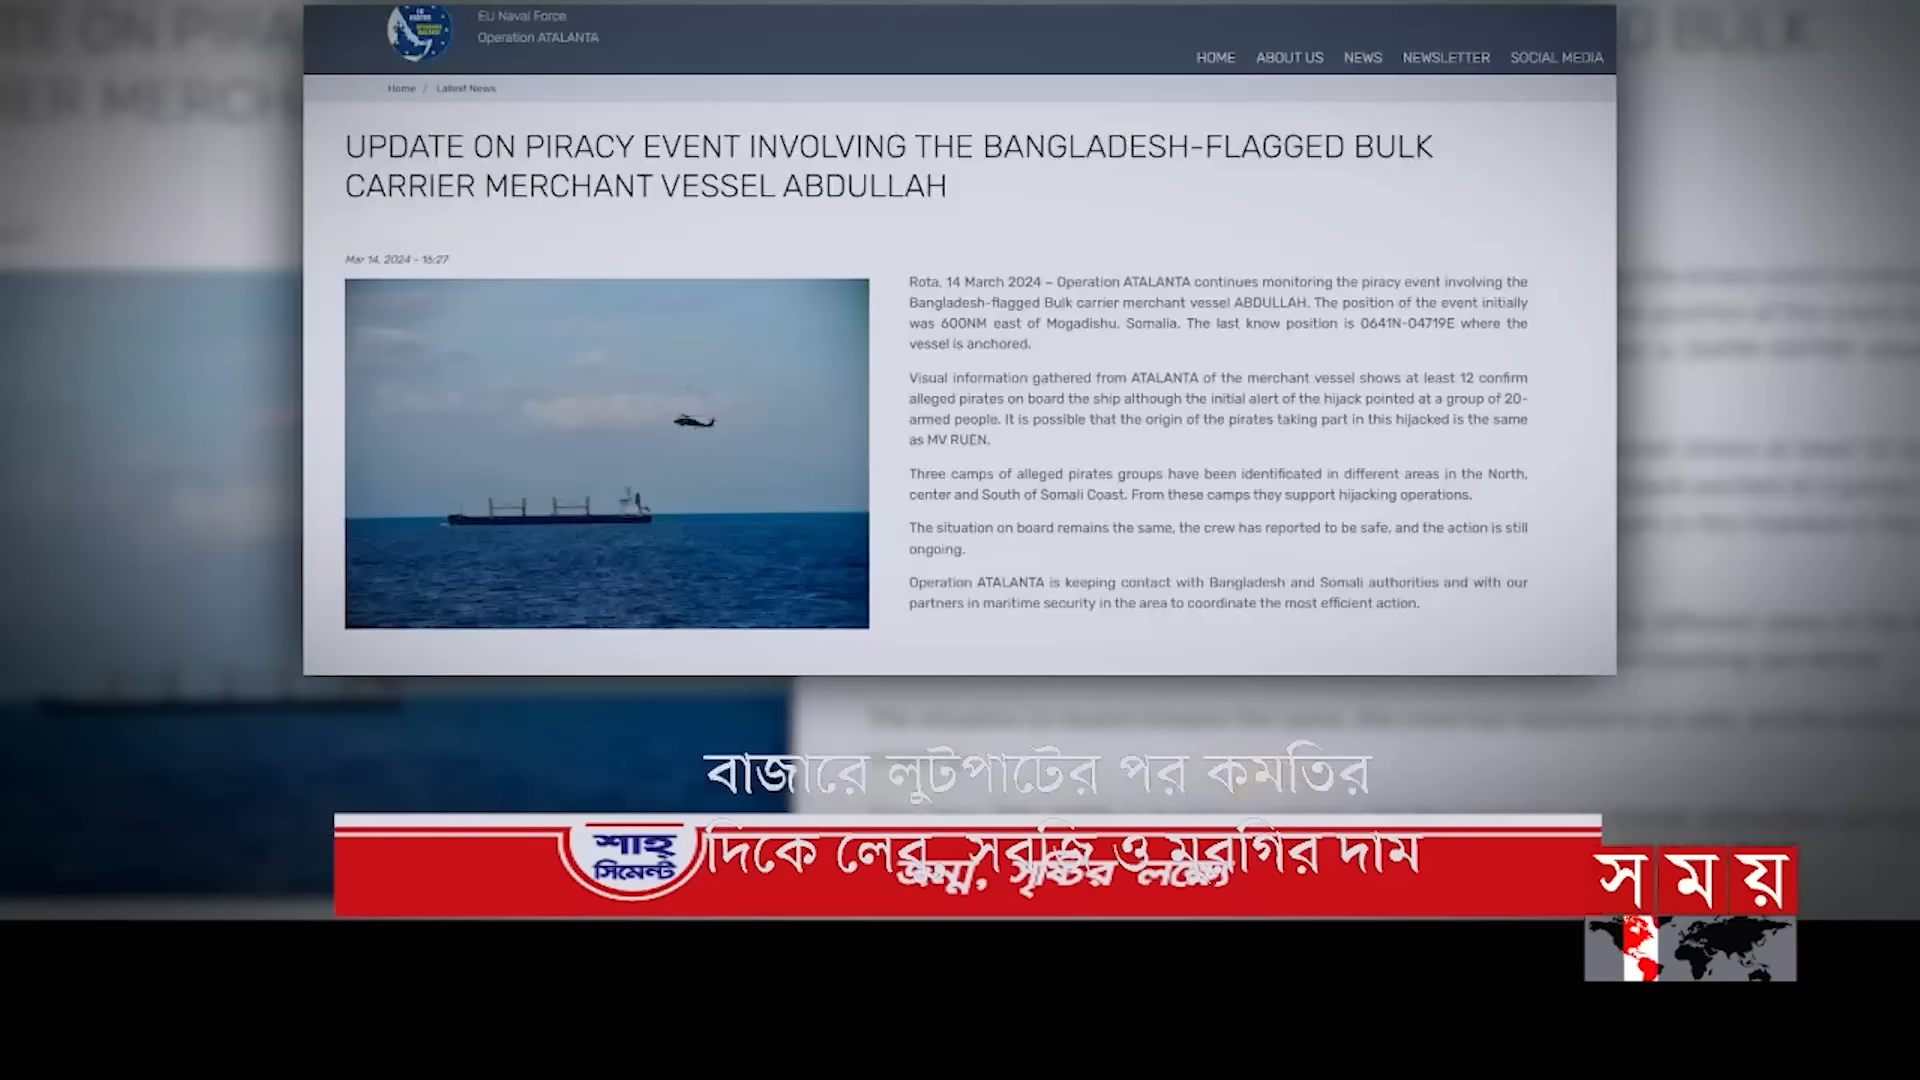 EU Naval Force
Operation ATALANTA
HOME ABOUT US NEWS NEWSLETTER SOCIAL MEDIA
Home / Latest News
UPDATE ON PIRACY EVENT INVOLVING THE BANGLADESH-FLAGGED BULK
CARRIER MERCHANT VESSEL ABDULLAH
Mar 14, 2024 - 16:27
Rota, 14 March 2024 – Operation ATALANTA continues monitoring the piracy event involving the
Bangladesh-flagged Bulk carrier merchant vessel ABDULLAH. The position of the event initially
was 600NM east of Mogadishu, Somalia. The last know position is 0641N-04719E where the
vessel is anchored.
Visual information gathered from ATALANTA of the merchant vessel shows at least 12 confirm
alleged pirates on board the ship although the initial alert of the hijack pointed at a group of 20-
armed people. It is possible that the origin of the pirates taking part in this hijacked is the same
as MV RUEN.
Three camps of alleged pirates groups have been identificated in different areas in the North,
center and South of Somali Coast. From these camps they support hijacking operations.
The situation on board remains the same, the crew has reported to be safe, and the action is still
ongoing.
Operation ATALANTA is keeping contact with Bangladesh and Somali authorities and with our
partners in maritime security in the area to coordinate the most efficient action.
বাজারে লুটপাটের পর কমতির
দিকে লেবু, সবজি ও মুরগির দাম
শাহ্
সিমেন্ট
সৃষ্টির লক্ষ্যে
সময়